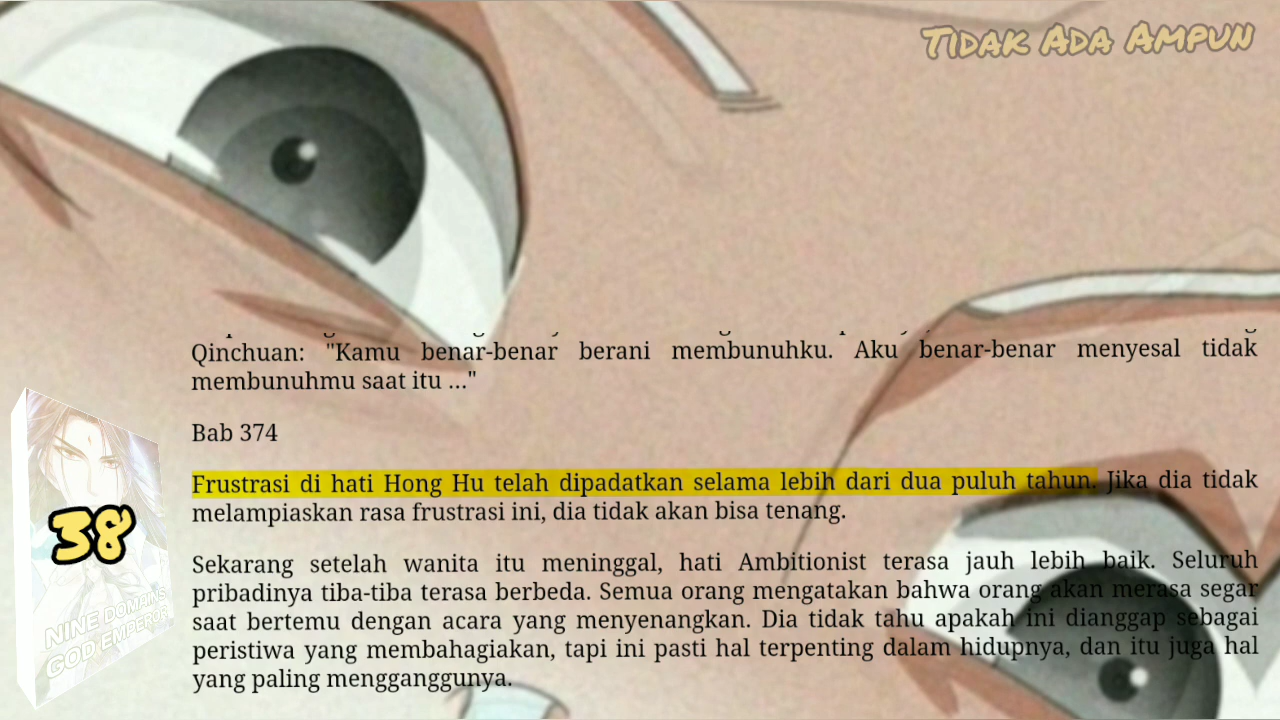 TIDAK ADA AMPUN
Qinchuan: "Kamu benar-benar berani membunuhku. Aku benar-benar menyesal tidak
membunuhmu saat itu ..."
Bab 374
Frustrasi di hati Hong Hu telah dipadatkan selama lebih dari dua puluh tahun. Jika dia tidak
melampiaskan rasa frustrasi ini, dia tidak akan bisa tenang.
Sekarang setelah wanita itu meninggal, hati Ambitionist terasa jauh lebih baik. Seluruh
pribadinya tiba-tiba terasa berbeda. Semua orang mengatakan bahwa orang akan merasa segar
saat bertemu dengan acara yang menyenangkan. Dia tidak tahu apakah ini dianggap sebagai
peristiwa yang membahagiakan, tapi ini pasti hal terpenting dalam hidupnya, dan itu juga hal
yang paling mengganggunya.
38
NINE DOMAINS
GOD EMPEROR